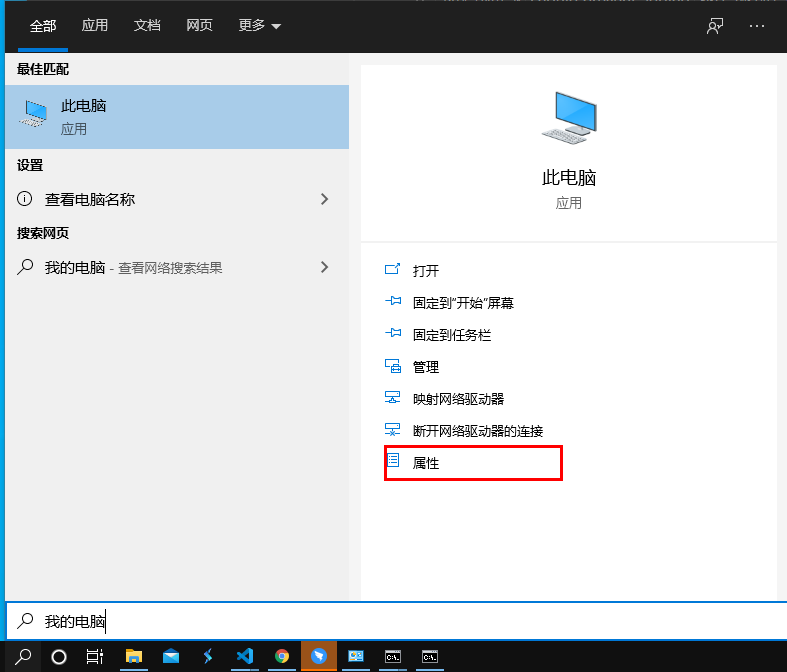 全部 应用 文档 网页 更多
最佳匹配
此电脑
应用
设置
查看电脑名称
搜索网页
我的电脑 - 查看网络搜索结果
此电脑
应用
打开
固定到"开始"屏幕
固定到任务栏
管理
映射网络驱动器
断开网络驱动器的连接
属性
我的电脑